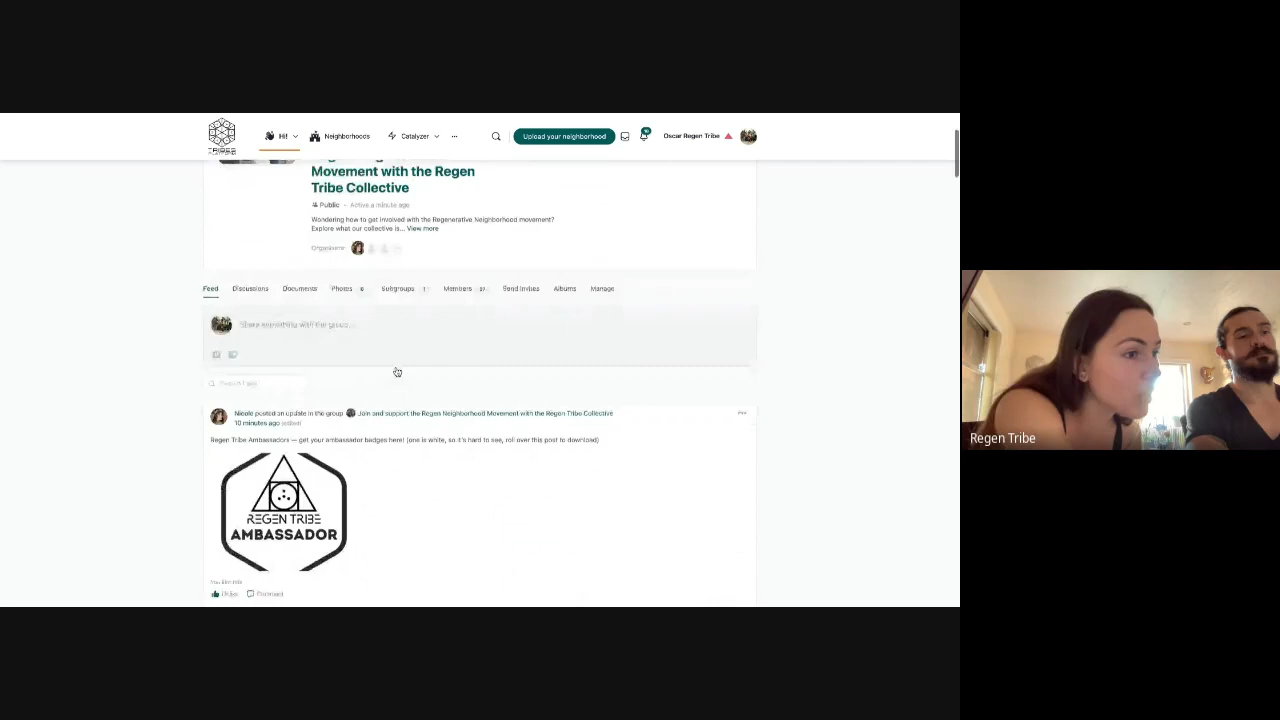 Hi!
Neighborhoods
Catalyzer
Upload your neighborhood
Oscar Regen Tribe
TRIBES
Movement with the Regen
Tribe Collective
Public - Active a minute ago
Wondering how to get involved with the Regenerative Neighborhood movement?
Explore what our collective is... View more
Organizers:
Feed Discussions Documents Photos 6 Subgroups 1 Members 37 Send Invites Albums Manage
Share something with the group...
Nicole posted an update in the group Join and support the Regen Neighborhood Movement with the Regen Tribe Collective
10 minutes ago (edited)
Regen Tribe Ambassadors — get your ambassador badges here! (one is white, so it's hard to see, roll over this post to download)
REGEN TRIBE
AMBASSADOR
You like this
Unlike Comment
Regen Tribe